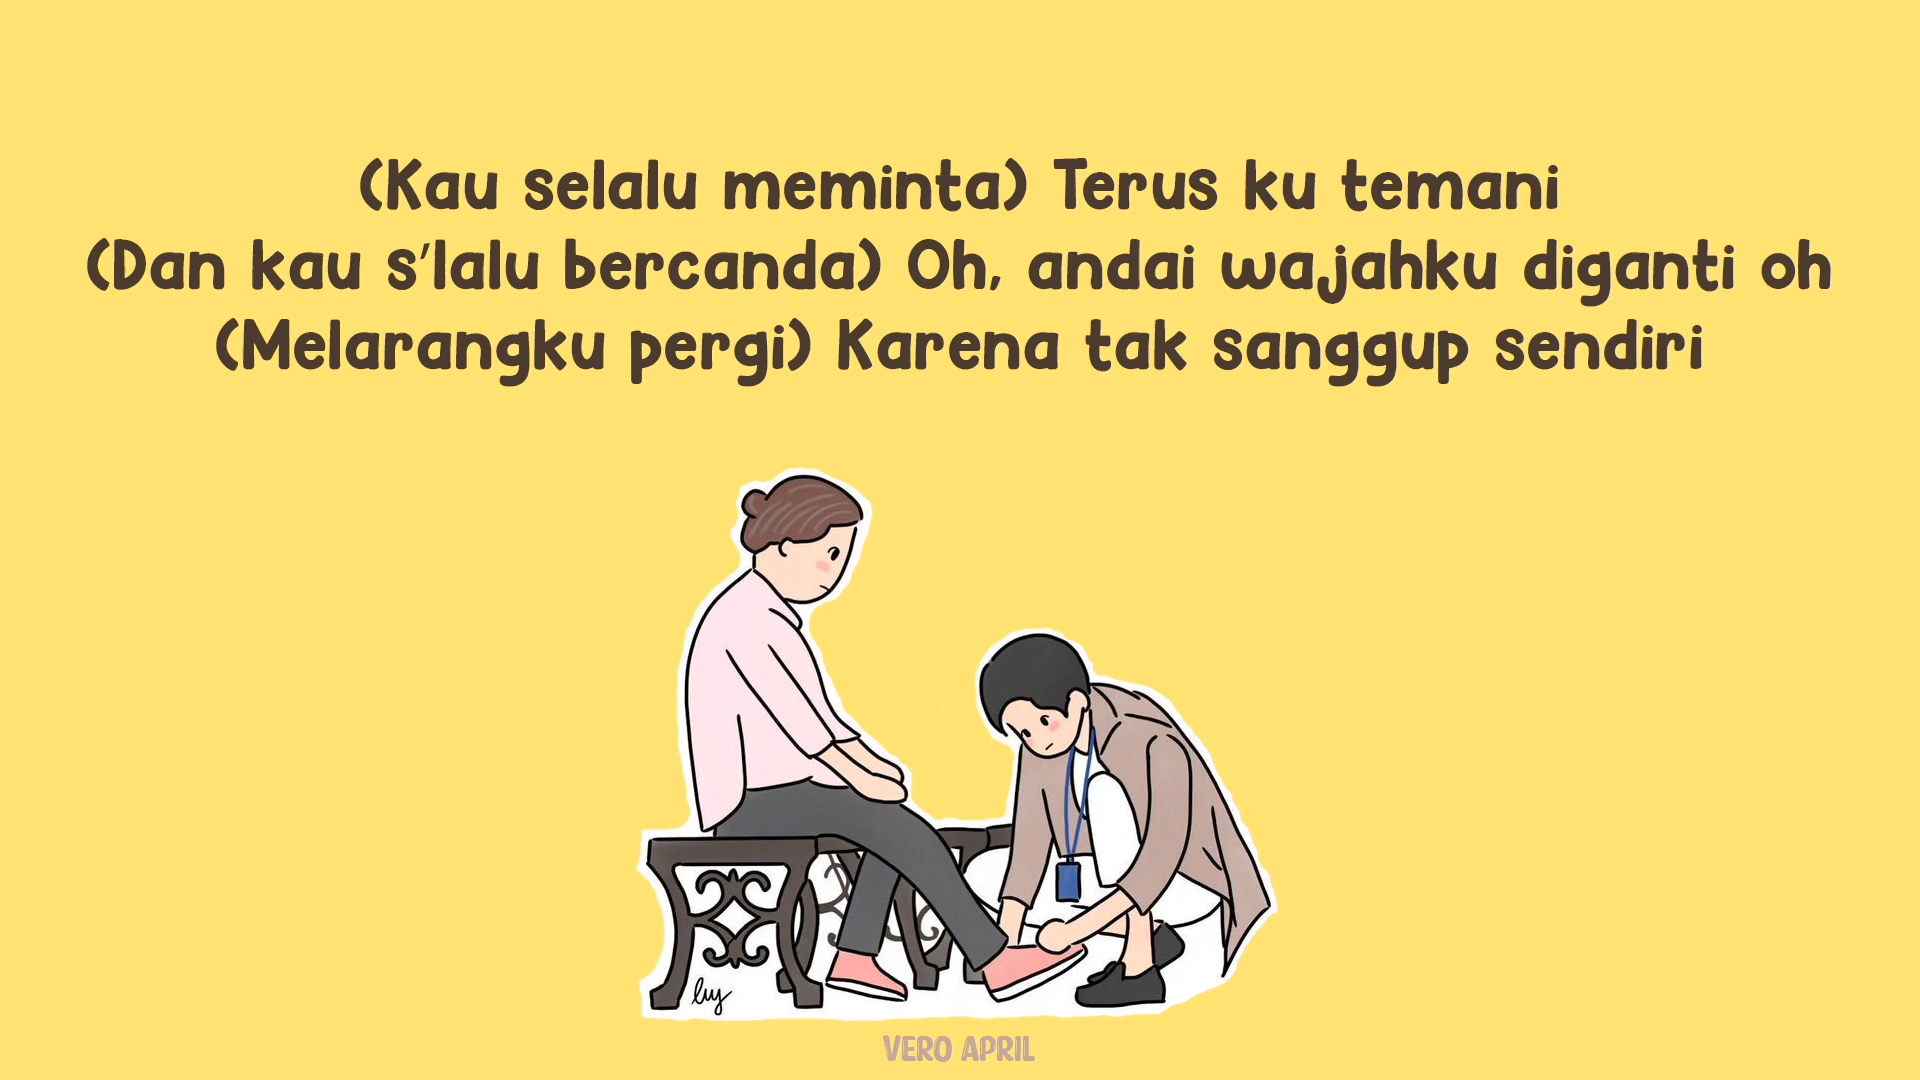 (Kau selalu meminta) Terus ku temani
(Dan kau s'lalu bercanda) Oh, andai wajahku diganti oh
(Melarangku pergi) Karena tak sanggup sendiri
VERO APRIL